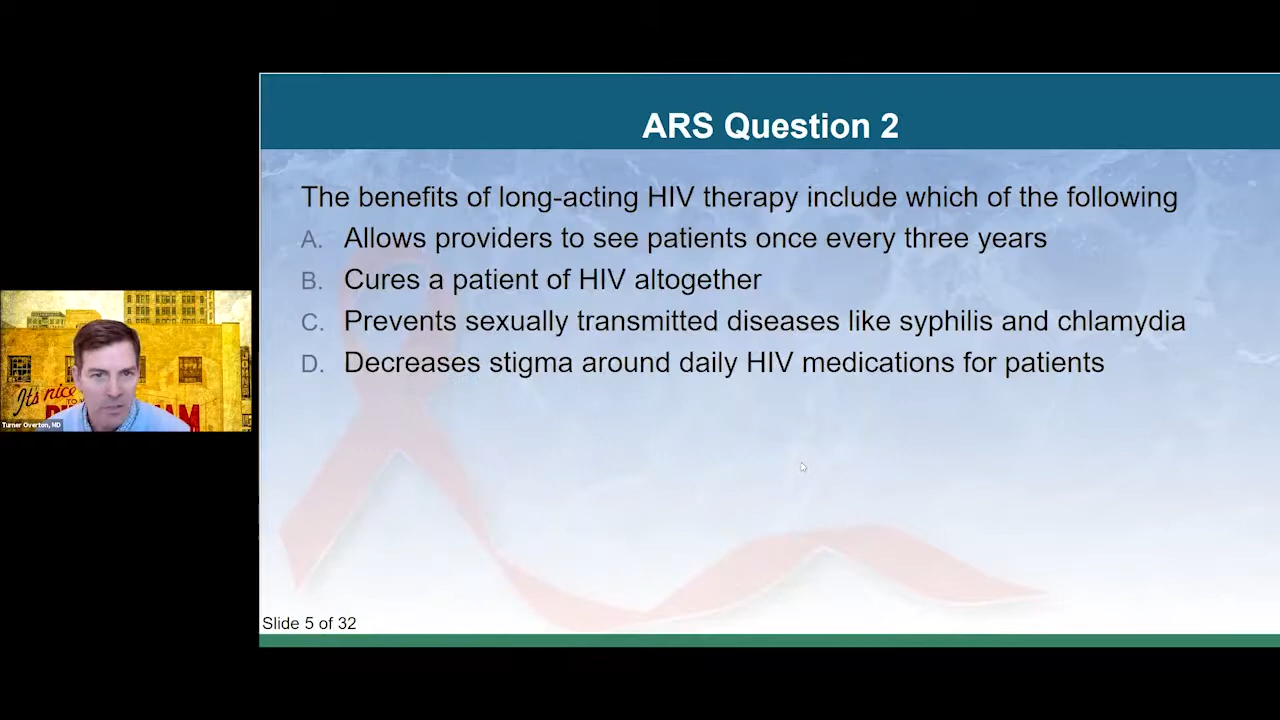 ARS Question 2
The benefits of long-acting HIV therapy include which of the following
A. Allows providers to see patients once every three years
B. Cures a patient of HIV altogether
C. Prevents sexually transmitted diseases like syphilis and chlamydia
D. Decreases stigma around daily HIV medications for patients
It's nice
TO
Turner Overton, MD
Slide 5 of 32